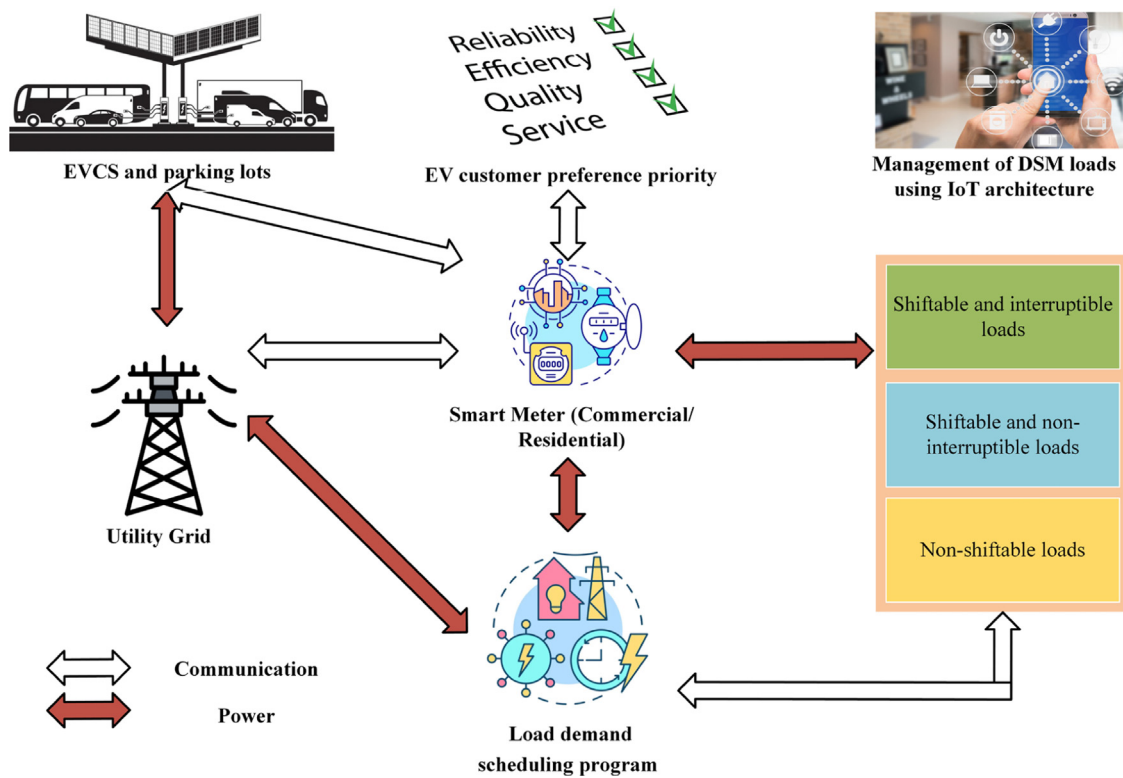 Reliability
Efficiency
Quality
Service
EVCS and parking lots
EV customer preference priority
Management of DSM loads
using IoT architecture
Shiftable and interruptible
loads
Smart Meter (Commercial/
Residential)
Shiftable and non-
interruptible loads
Utility Grid
Non-shiftable loads
Communication
Power
Load demand
scheduling program